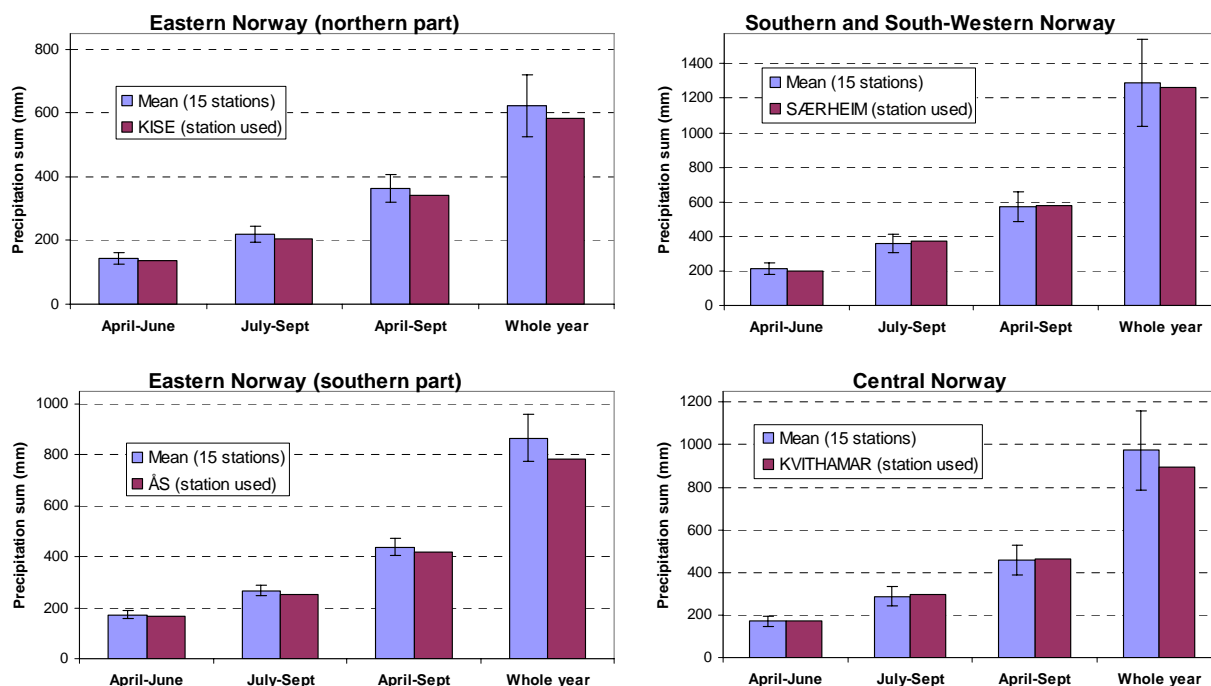 Eastern Norway (northern part)
Precipitation sum (mm)
800
600
400
200
0
Mean (15 stations)
KISE (station used)
April-June
July-Sept
April-Sept
Whole year
Southern and South-Western Norway
Precipitation sum (mm)
1400
1200
1000
800
600
400
200
0
Mean (15 stations)
SÆRHEIM (station used)
April-June
July-Sept
April-Sept
Whole year
Eastern Norway (southern part)
Precipitation sum (mm)
1000
800
600
400
200
0
Mean (15 stations)
ÅS (station used)
April-June
July-Sept
April-Sept
Whole year
Central Norway
Precipitation sum (mm)
1200
1000
800
600
400
200
0
Mean (15 stations)
KVITHAMAR (station used)
April-June
July-Sept
April-Sept
Whole year